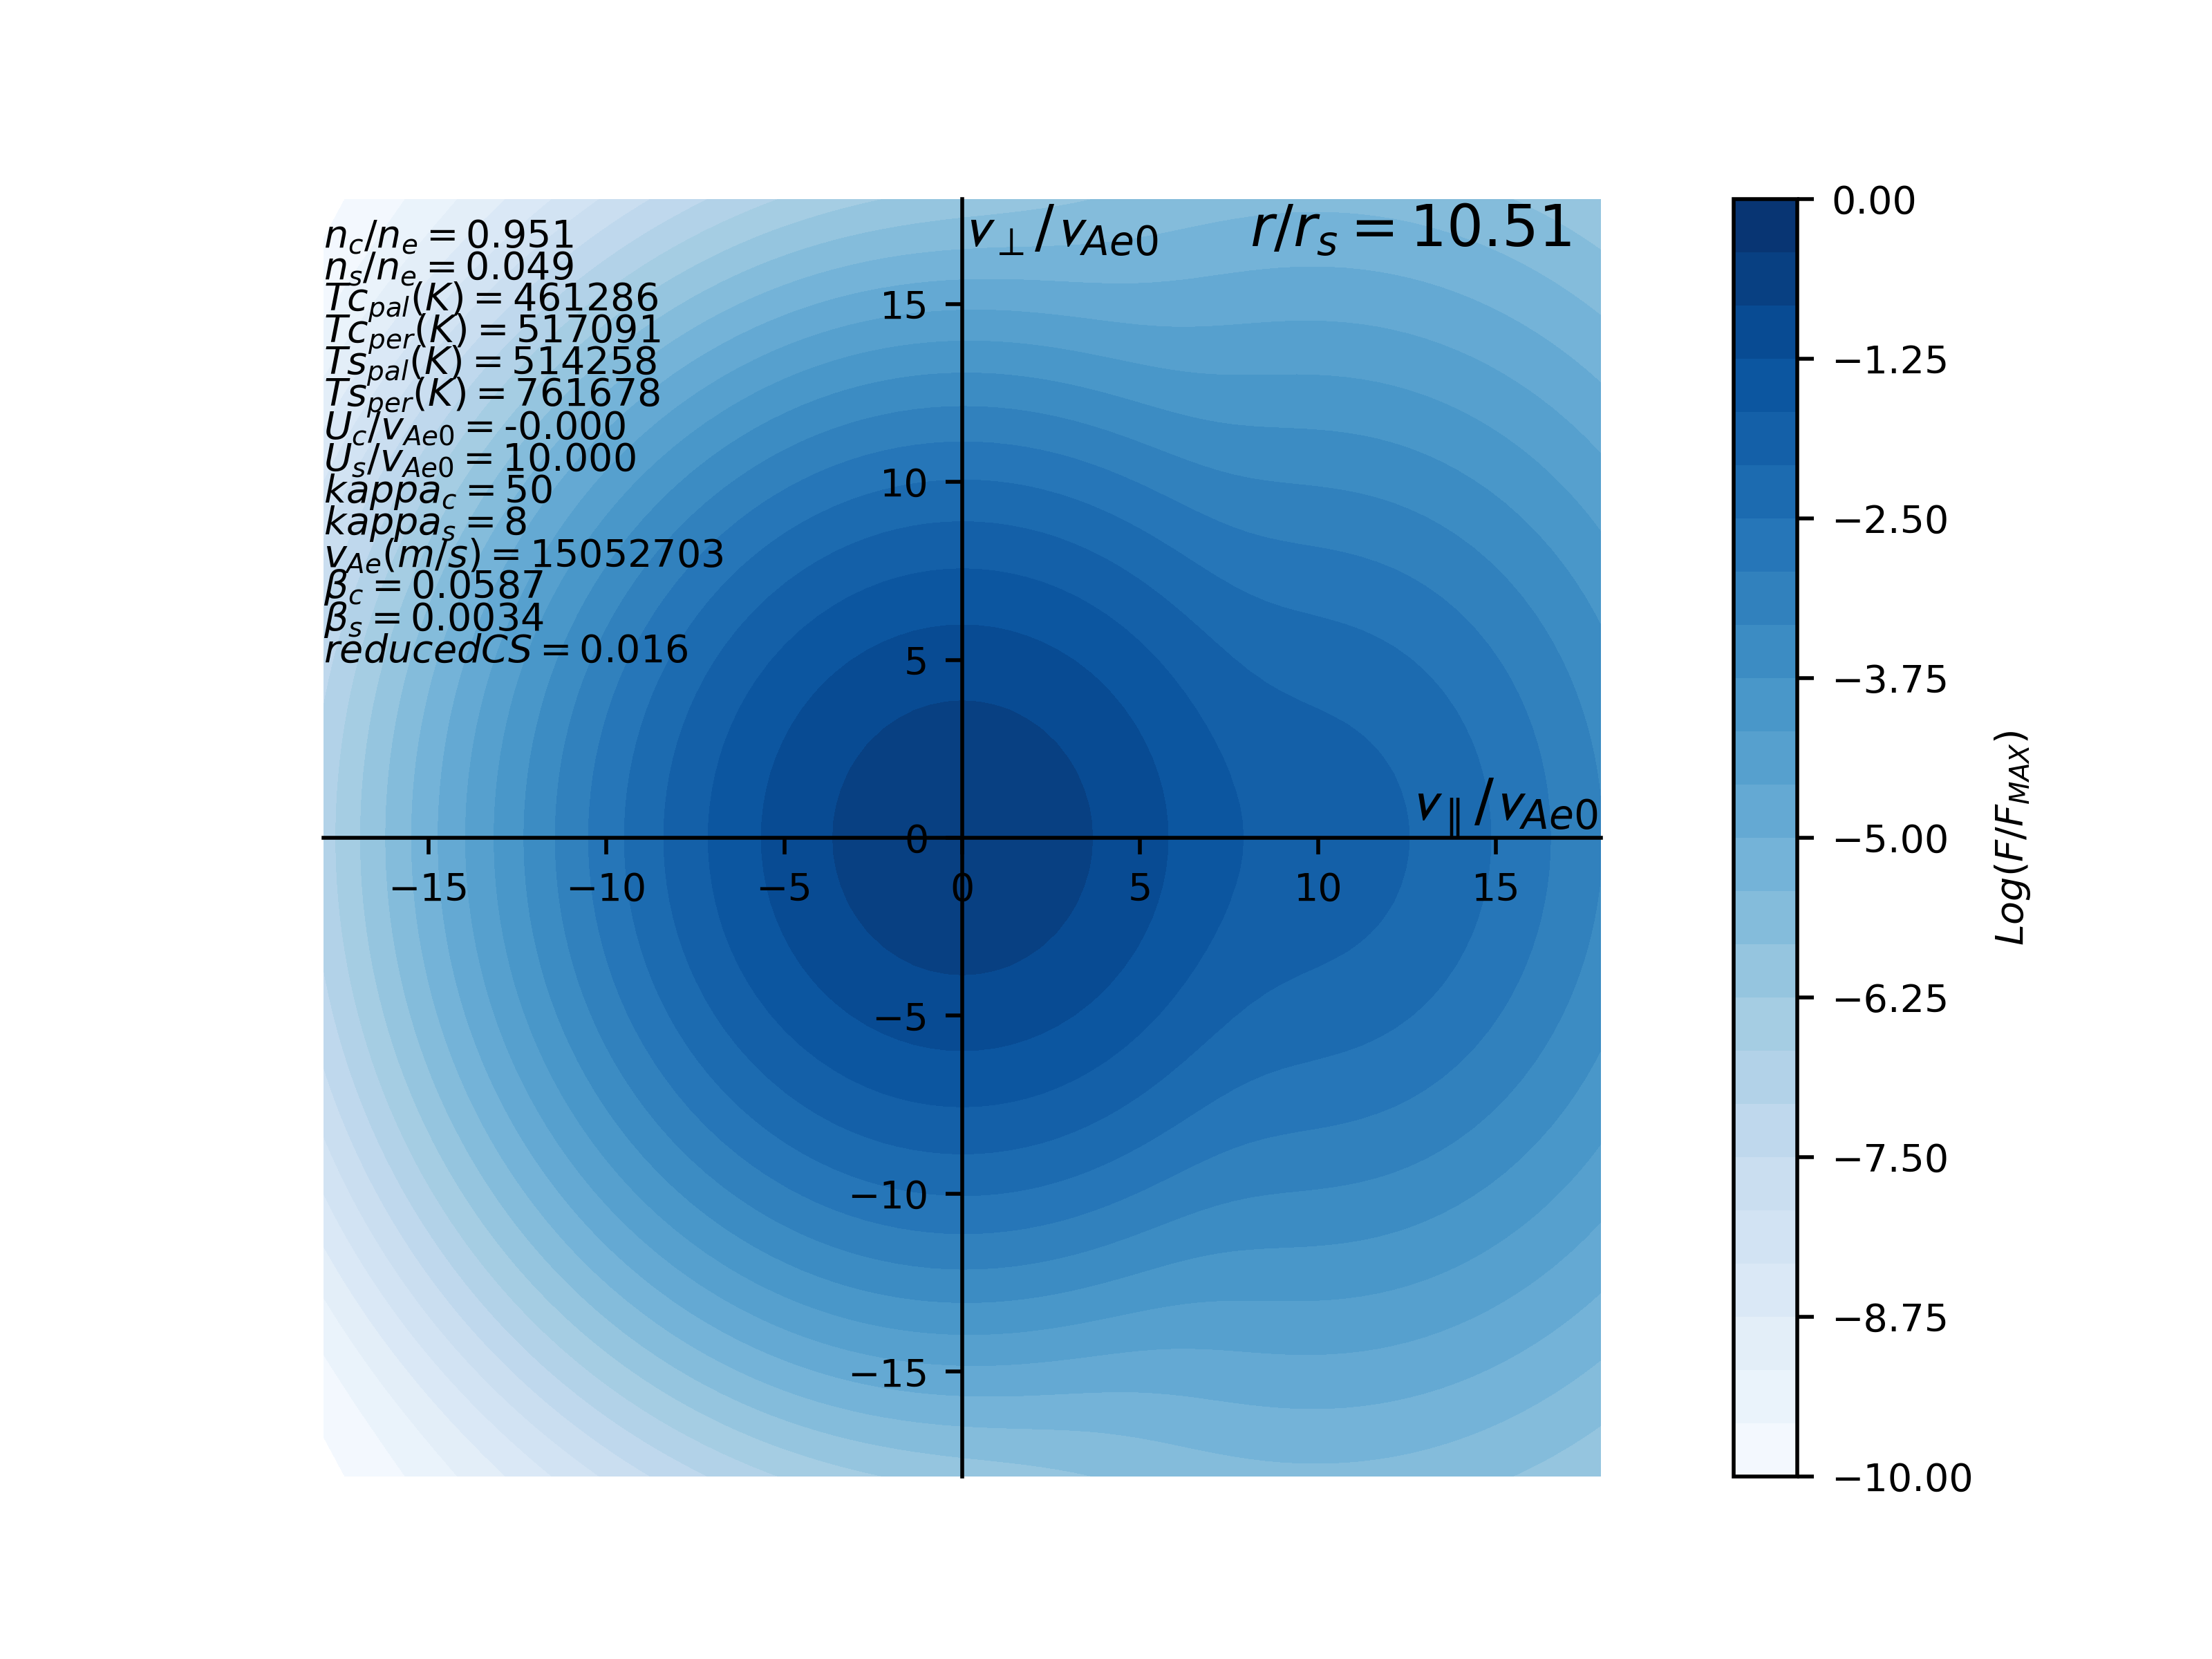 n_c/n_e = 0.951
n_s/n_e = 0.049
Tc_pal(K) = 461286
Tc_per(K) = 517091
Ts_pal(K) = 514258
Ts_per(K) = 761678
U_c/v_Ae0 = -0.000
U_s/v_Ae0 = 10.000
kappa_c = 50
kappa_s = 8
v_Ae(m/s) = 15052703
β_c = 0.0587
β_s = 0.0034
reducedCS = 0.016
v_⊥/v_Ae0
r/r_s = 10.51
15
10
5
0
−5
−10
−15
v_∥/v_Ae0
−15 −10 −5 0 5 10 15
0.00
−1.25
−2.50
−3.75
−5.00
−6.25
−7.50
−8.75
−10.00
Log(F/F_MAX)